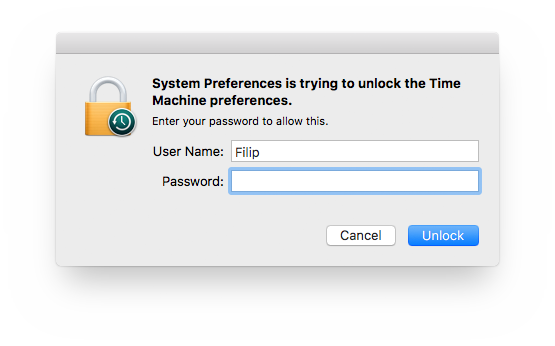 System Preferences is trying to unlock the Time
Machine preferences.
Enter your password to allow this.
User Name: Filip
Password:
Cancel Unlock